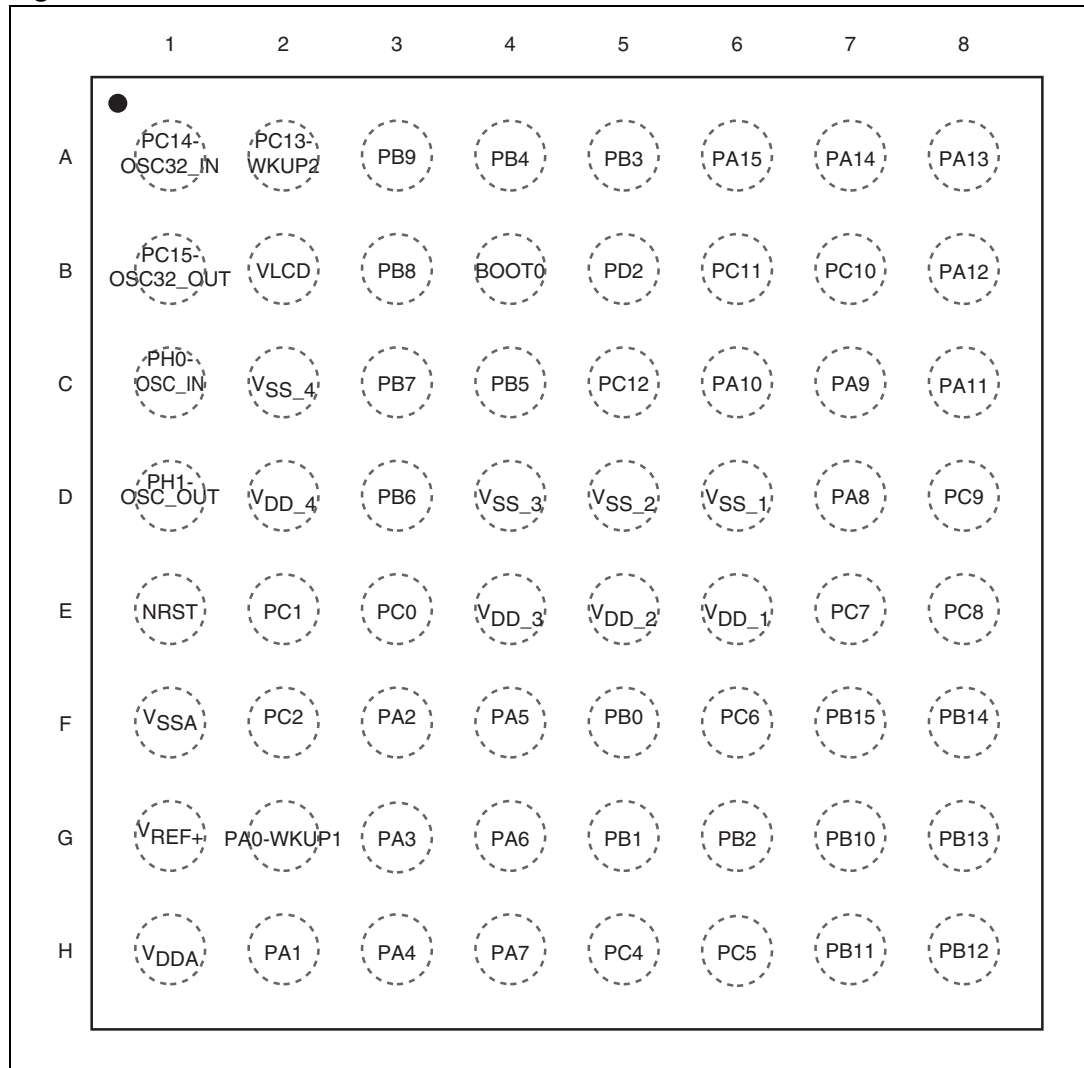 1 2 3 4 5 6 7 8
A PC14-OSC32_IN PC13-WKUP2 PB9 PB4 PB3 PA15 PA14 PA13
B PC15-OSC32_OUT VLCD PB8 BOOT0 PD2 PC11 PC10 PA12
C PH0-OSC_IN VSS_4 PB7 PB5 PC12 PA10 PA9 PA11
D PH1-OSC_OUT VDD_4 PB6 VSS_3 VSS_2 VSS_1 PA8 PC9
E NRST PC1 PC0 VDD_3 VDD_2 VDD_1 PC7 PC8
F VSSA PC2 PA2 PA5 PB0 PC6 PB15 PB14
G VREF+ PA0-WKUP1 PA3 PA6 PB1 PB2 PB10 PB13
H VDDA PA1 PA4 PA7 PC4 PC5 PB11 PB12